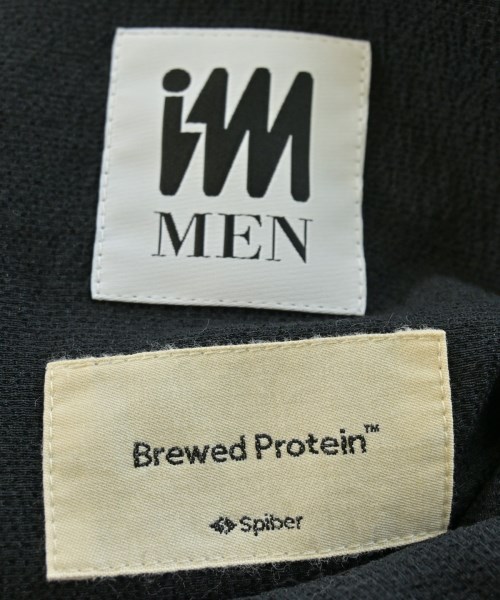 iM
MEN
Brewed Protein™
Spiber